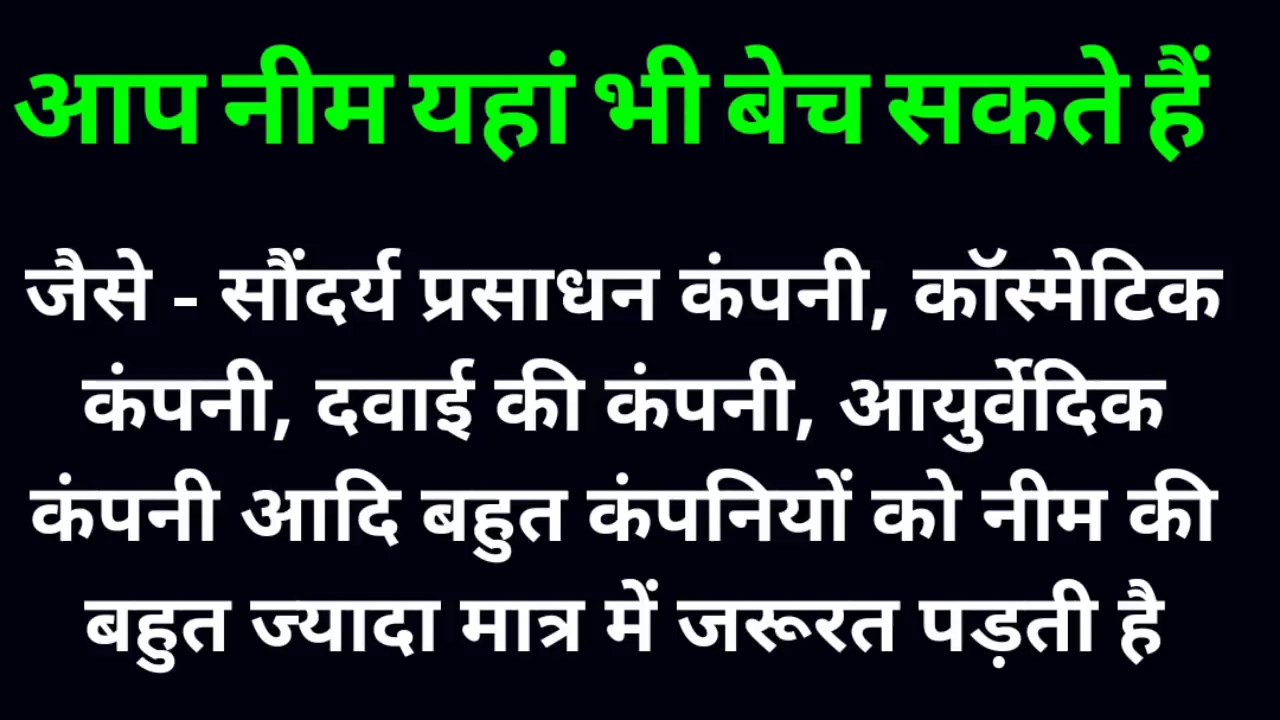 आप नीम यहां भी बेच सकते हैं
जैसे - सौंदर्य प्रसाधन कंपनी, कॉस्मेटिक
कंपनी, दवाई की कंपनी, आयुर्वेदिक
कंपनी आदि बहुत कंपनियों को नीम की
बहुत ज्यादा मात्र में जरूरत पड़ती है